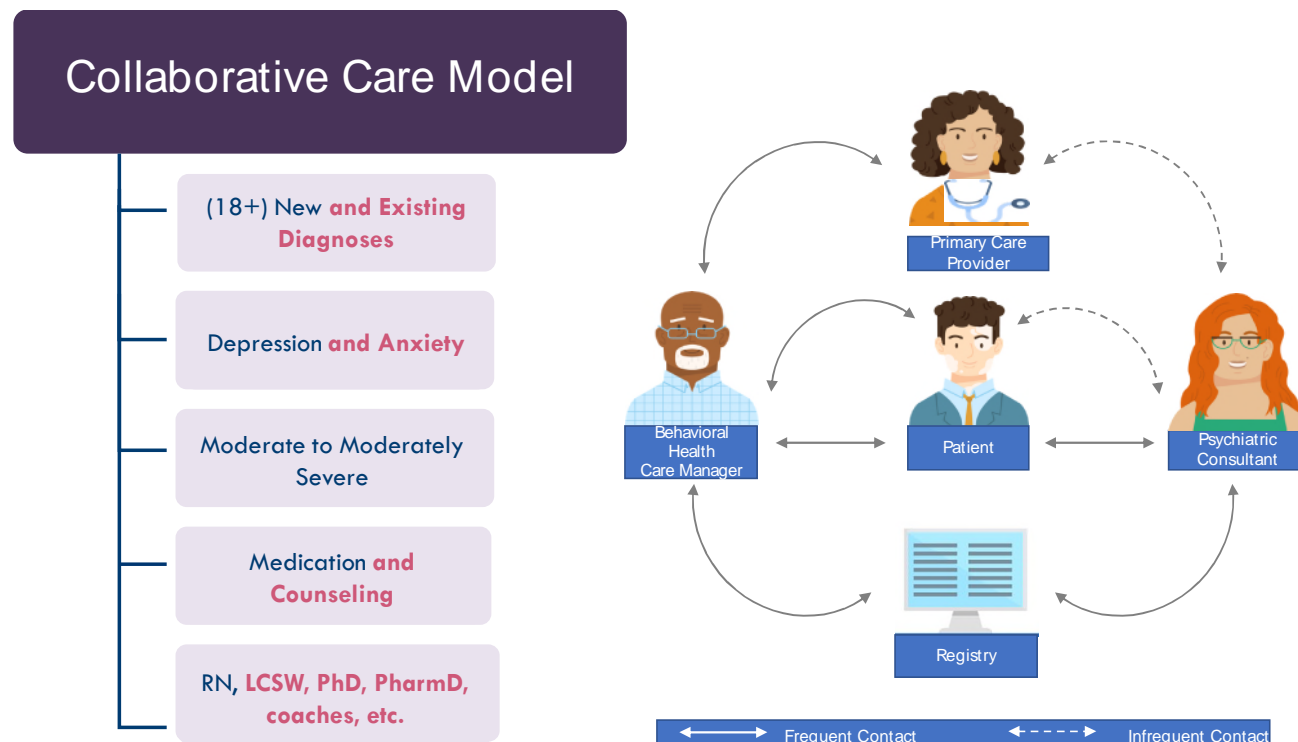 Collaborative Care Model
(18+) New and Existing
Diagnoses
Depression and Anxiety
Moderate to Moderately
Severe
Medication and
Counseling
RN, LCSW, PhD, PharmD,
coaches, etc.
Primary Care
Provider
Behavioral
Health
Care Manager
Patient
Psychiatric
Consultant
Registry
Frequent Contact
Infrequent Contact